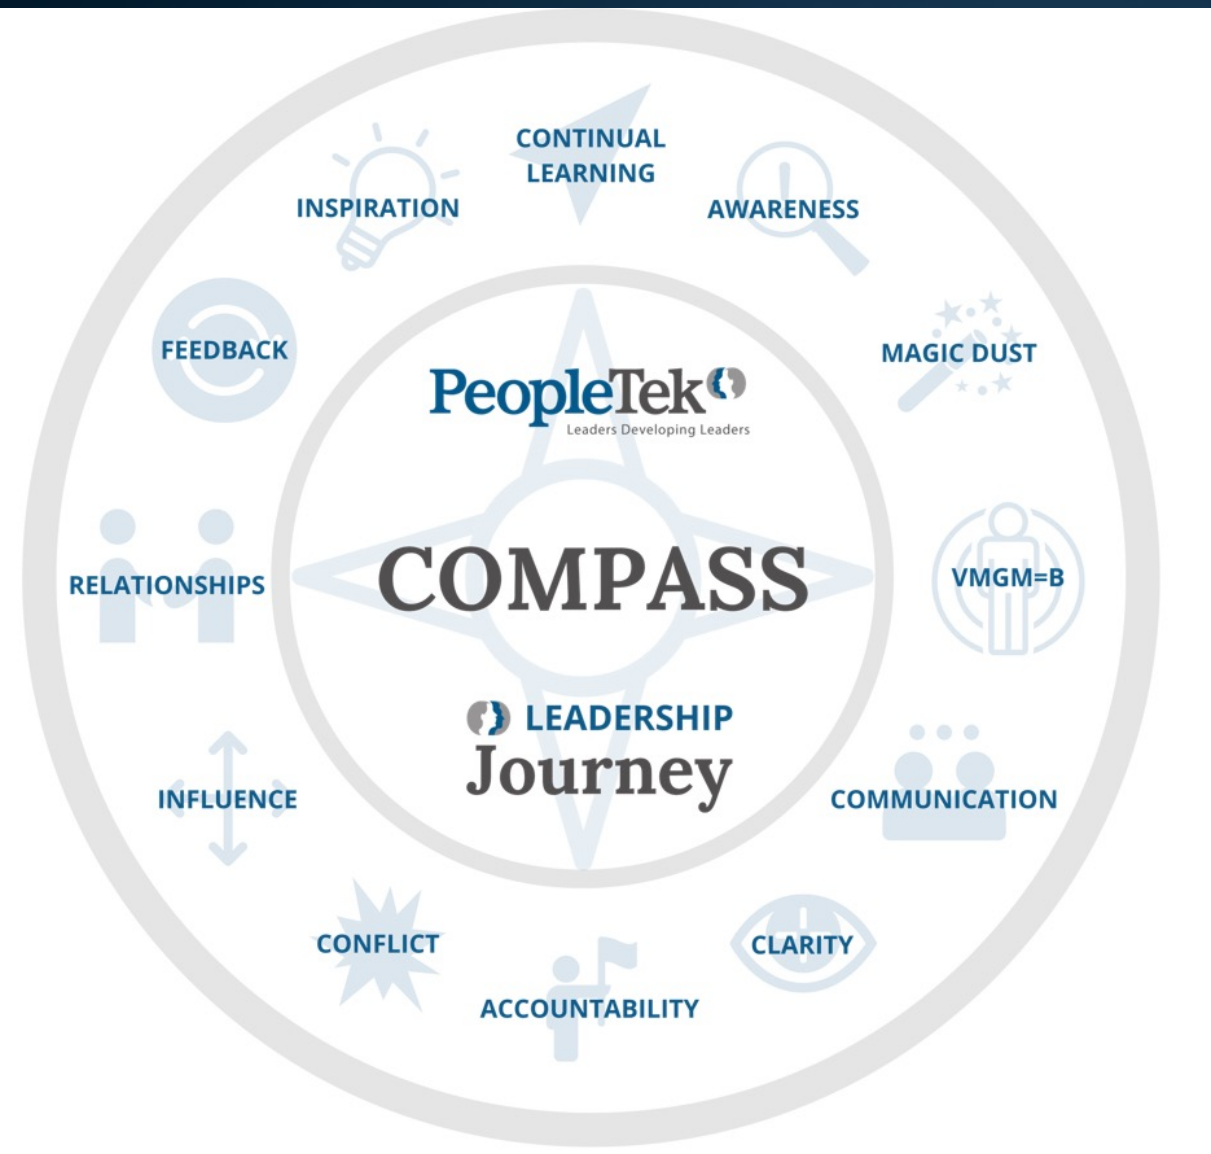 CONTINUAL
LEARNING
AWARENESS
MAGIC DUST
VMGM=B
COMMUNICATION
CLARITY
ACCOUNTABILITY
CONFLICT
INFLUENCE
RELATIONSHIPS
FEEDBACK
INSPIRATION
PeopleTek
Leaders Developing Leaders
COMPASS
LEADERSHIP
Journey